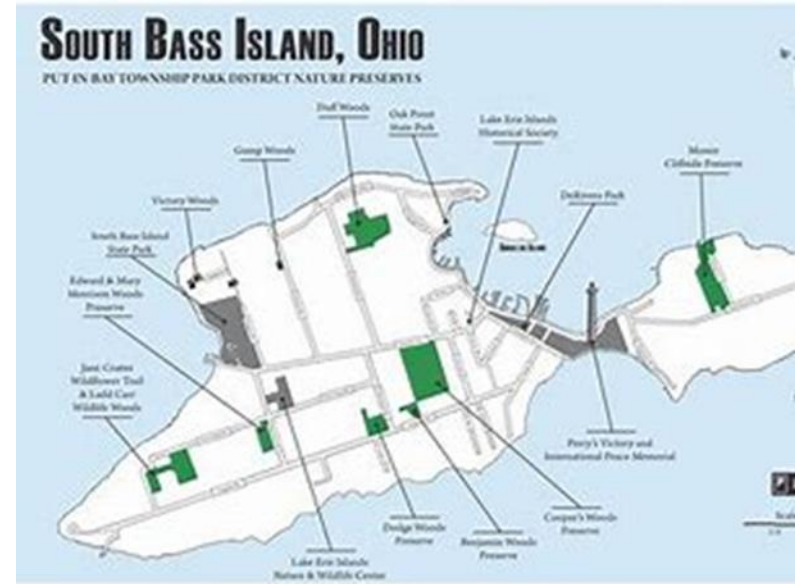 SOUTH BASS ISLAND, OHIO
PUT IN BAY TOWNSHIP PARK DISTRICT NATURE PRESERVES
Duff Woods
Oak Point
State Park
Lake Erie Islands
Historical Society
Massie
Cliffside Preserve
DeRivera Park
Victory Woods
South Bass Island
State Park
Edward & Mary
Morrison Woods
Preserve
Jane Coates
Wildflower Trail
& Ladd Carr
Wildlife Woods
Perry's Victory and
International Peace Memorial
Dodge Woods
Preserve
Benjamin Woods
Preserve
Cooper's Woods
Preserve
Lake Erie Islands
Nature & Wildlife Center